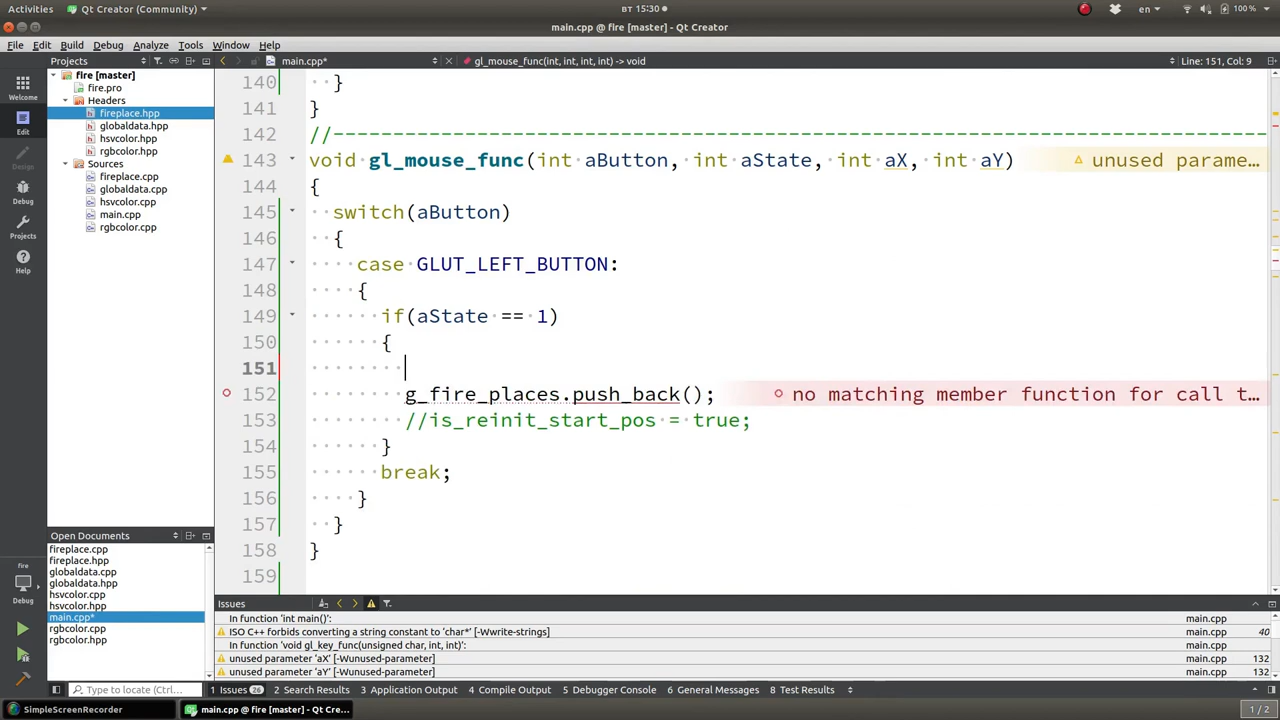 Activities
Qt Creator (Community)
BT 15:30
en
100 %
main.cpp @ fire [master] - Qt Creator
File Edit Build Debug Analyze Tools Window Help
Projects
main.cpp*
gl_mouse_func(int, int, int, int) -> void
Line: 151, Col: 9
Welcome
Edit
Design
Debug
Projects
Help
fire
Debug
fire [master]
fire.pro
Headers
fireplace.hpp
globaldata.hpp
hsvcolor.hpp
rgbcolor.hpp
Sources
fireplace.cpp
globaldata.cpp
hsvcolor.cpp
main.cpp
rgbcolor.cpp
Open Documents
fireplace.cpp
fireplace.hpp
globaldata.cpp
globaldata.hpp
hsvcolor.cpp
hsvcolor.hpp
main.cpp*
rgbcolor.cpp
rgbcolor.hpp
140 }
141 }
142 //------------------------------------------------------------------------------
143 void gl_mouse_func(int aButton, int aState, int aX, int aY) unused parame…
144 {
145 switch(aButton)
146 {
147 case GLUT_LEFT_BUTTON:
148 {
149 if(aState == 1)
150 {
151
152 g_fire_places.push_back(); no matching member function for call t…
153 //is_reinit_start_pos = true;
154 }
155 break;
156 }
157 }
158 }
159
Issues
In function 'int main()': main.cpp
ISO C++ forbids converting a string constant to 'char*' [-Wwrite-strings] main.cpp 40
In function 'void gl_key_func(unsigned char, int, int)': main.cpp
unused parameter 'aX' [-Wunused-parameter] main.cpp 132
unused parameter 'aY' [-Wunused-parameter] main.cpp 132
Type to locate (Ctrl...
1 Issues 26
2 Search Results
3 Application Output
4 Compile Output
5 Debugger Console
6 General Messages
8 Test Results
SimpleScreenRecorder
main.cpp @ fire [master] - Qt Cre...
1 / 2